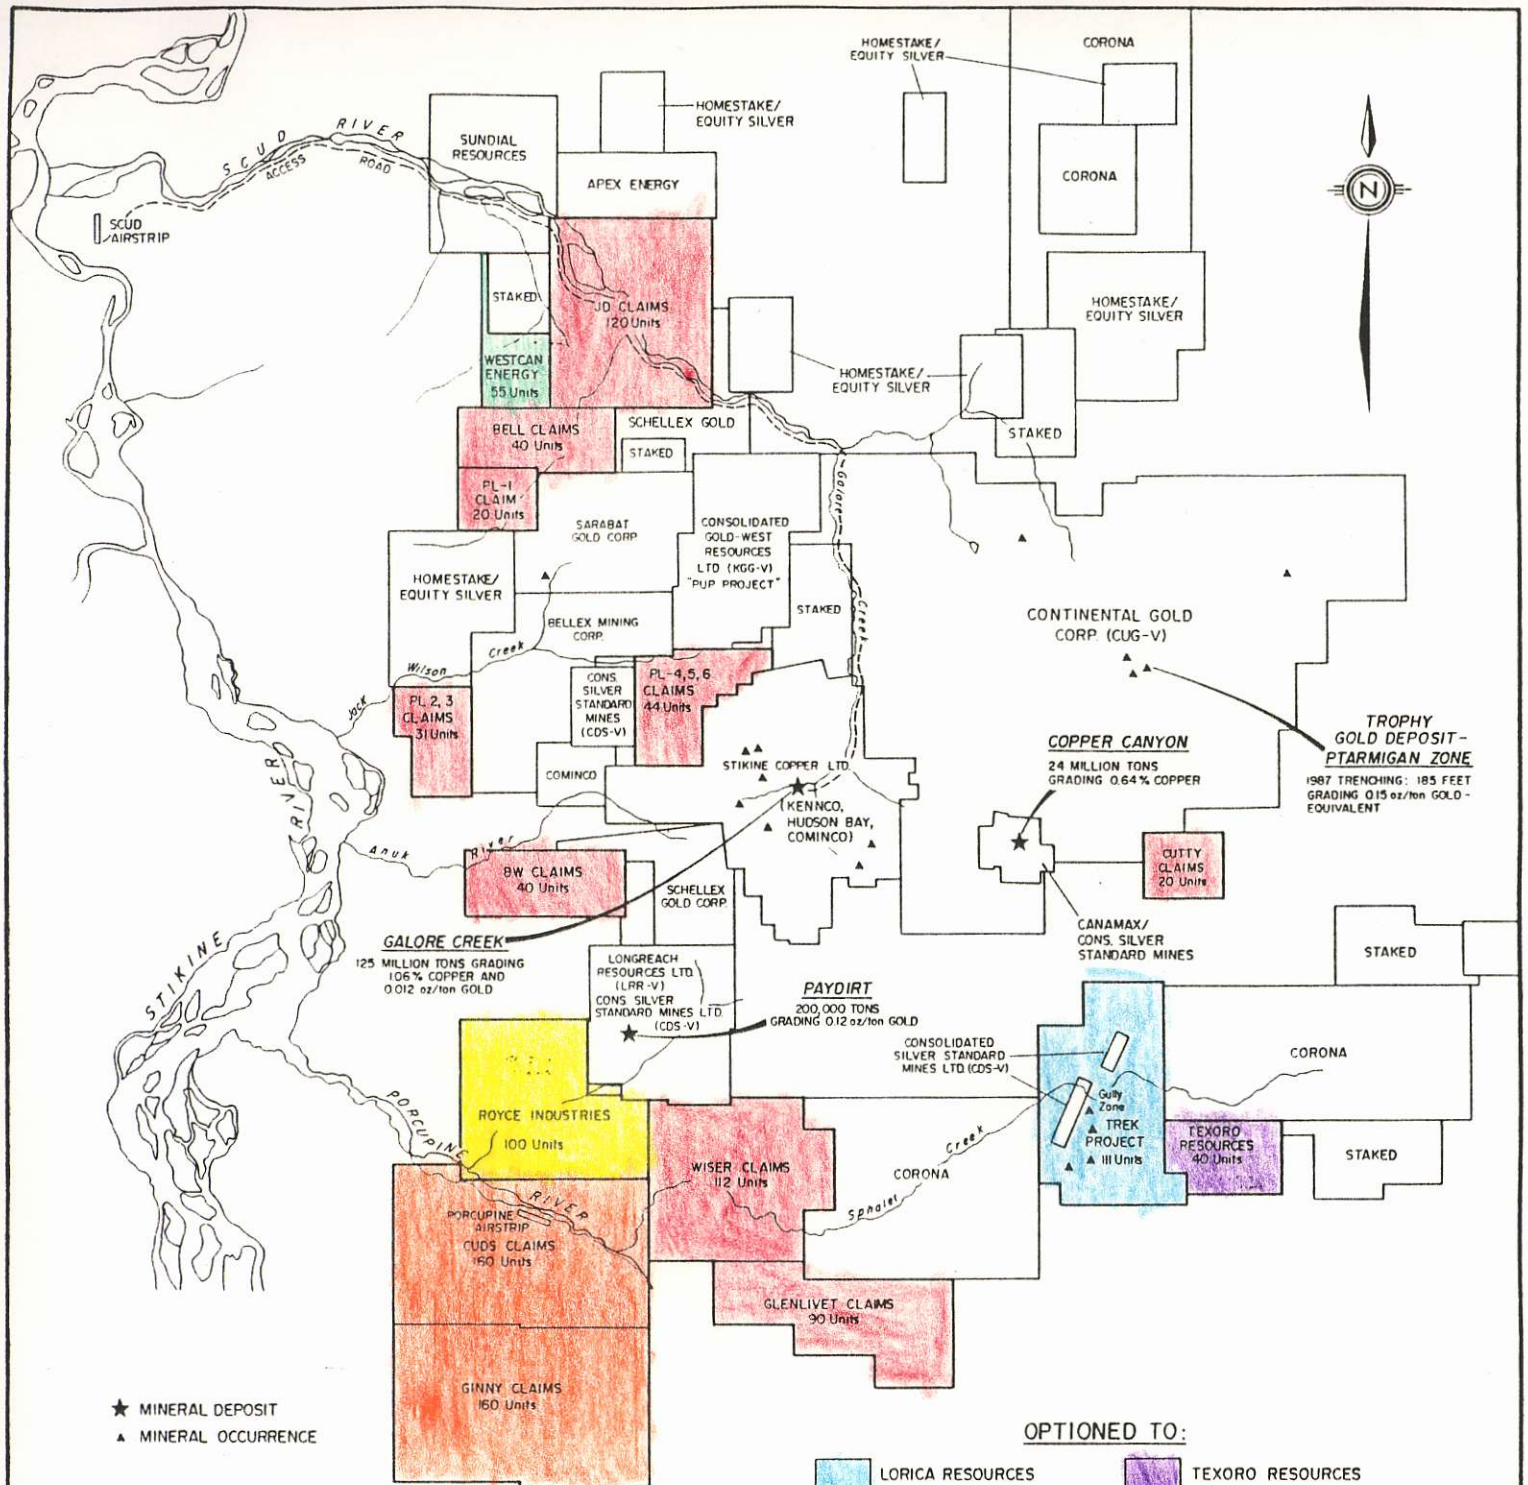 HOMESTAKE/
EQUITY SILVER
CORONA
HOMESTAKE/
EQUITY SILVER
SUNDIAL
RESOURCES
SCUD RIVER
ACCESS ROAD
APEX ENERGY
CORONA
SCUD
AIRSTRIP
N
STAKED
JD CLAIMS
120 Units
HOMESTAKE/
EQUITY SILVER
WESTCAN
ENERGY
55 Units
HOMESTAKE/
EQUITY SILVER
BELL CLAIMS
40 Units
SCHELLEX GOLD
STAKED
STAKED
PL-1
CLAIM
20 Units
Galore Creek
SARABAT
GOLD CORP
CONSOLIDATED
GOLD-WEST
RESOURCES
LTD (KGG-V)
"PUP PROJECT"
HOMESTAKE/
EQUITY SILVER
STAKED
CONTINENTAL GOLD
CORP. (CUG-V)
BELLEX MINING
CORP.
Jack Wilson Creek
CONS.
SILVER
STANDARD
MINES
(CDS-V)
PL-4,5,6
CLAIMS
44 Units
PL 2, 3
CLAIMS
31 Units
TROPHY
GOLD DEPOSIT-
PTARMIGAN ZONE
1987 TRENCHING: 185 FEET
GRADING 0.15 oz/ton GOLD-
EQUIVALENT
COPPER CANYON
24 MILLION TONS
GRADING 0.64% COPPER
COMINCO
STIKINE COPPER LTD.
(KENNCO,
HUDSON BAY,
COMINCO)
STIKINE RIVER
Anuk River
BW CLAIMS
40 Units
CUTTY
CLAIMS
20 Units
SCHELLEX
GOLD CORP.
CANAMAX/
CONS. SILVER
STANDARD MINES
GALORE CREEK
125 MILLION TONS GRADING
1.06% COPPER AND
0.012 oz/ton GOLD
STAKED
LONGREACH
RESOURCES LTD.
(LRR-V)
CONS SILVER
STANDARD MINES LTD.
(CDS-V)
PAYDIRT
200,000 TONS
GRADING 0.12 oz/ton GOLD
CONSOLIDATED
SILVER STANDARD
MINES LTD. (CDS-V)
CORONA
Gully
Zone
TREK
PROJECT
111 Units
ROYCE INDUSTRIES
100 Units
PORCUPINE RIVER
TEXORO
RESOURCES
40 Units
STAKED
WISER CLAIMS
112 Units
CORONA
Sphaler Creek
PORCUPINE
AIRSTRIP
CUDS CLAIMS
160 Units
GLENLIVET CLAIMS
90 Units
GINNY CLAIMS
160 Units
MINERAL DEPOSIT
MINERAL OCCURRENCE
OPTIONED TO:
LORICA RESOURCES
TEXORO RESOURCES